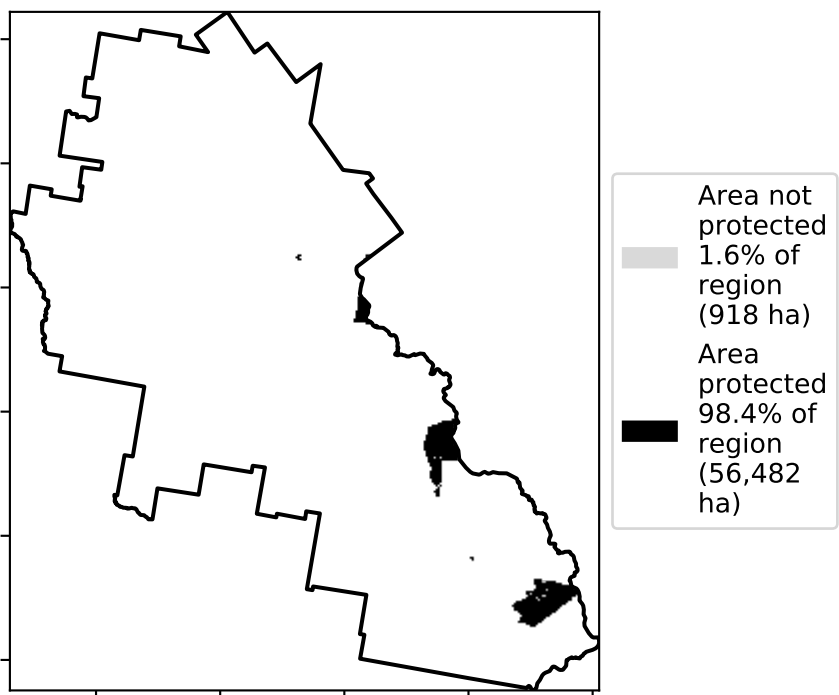 Area not
protected
1.6% of
region
(918 ha)
Area
protected
98.4% of
region
(56,482
ha)